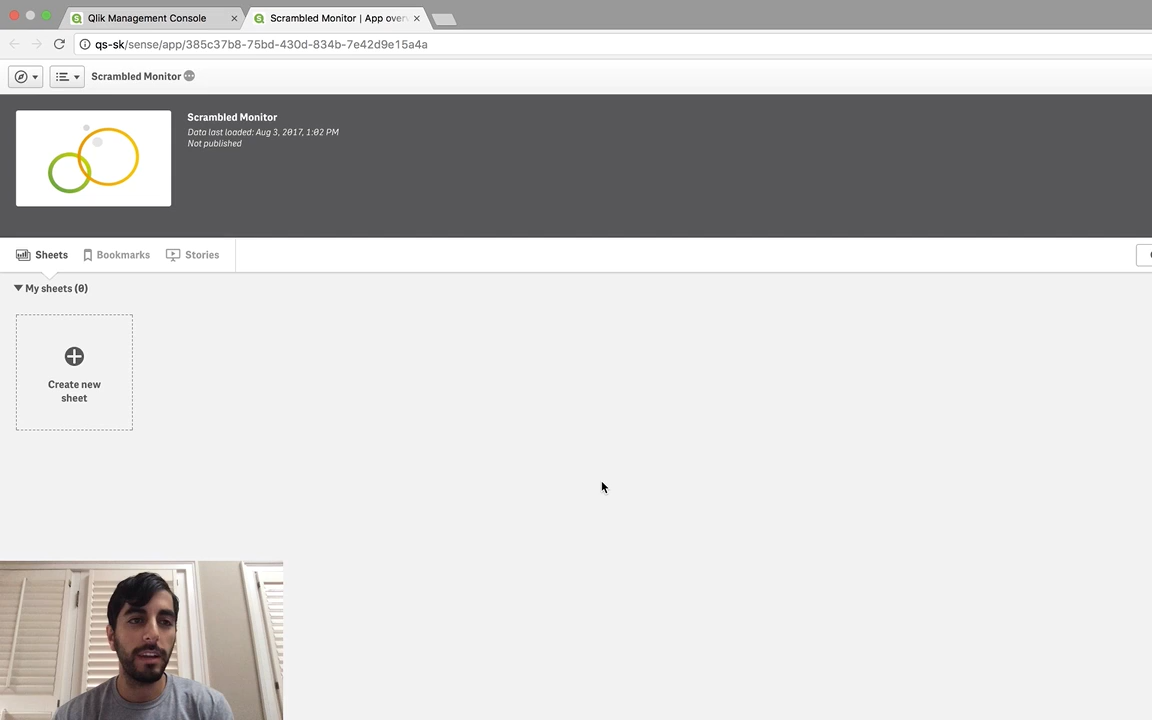 Qlik Management Console
Scrambled Monitor | App over
qs-sk/sense/app/385c37b8-75bd-430d-834b-7e42d9e15a4a
Scrambled Monitor
Scrambled Monitor
Data last loaded: Aug 3, 2017, 1:02 PM
Not published
Sheets
Bookmarks
Stories
My sheets (0)
Create new
sheet